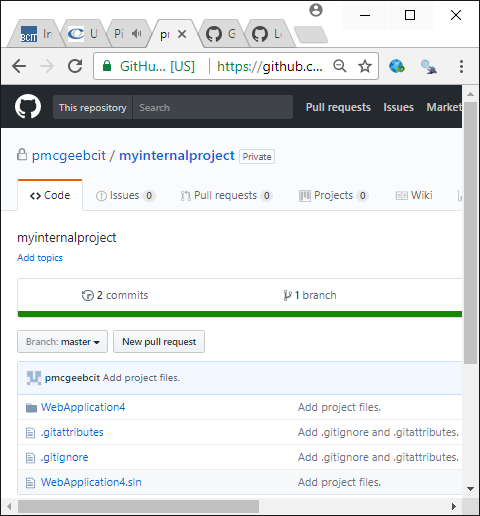 BCIT In
U
Pi
pr
G
Lo
GitHu... [US] https://github.c...
This repository Search Pull requests Issues Market
pmcgeebcit / myinternalproject Private
Code Issues 0 Pull requests 0 Projects 0 Wiki
myinternalproject
Add topics
2 commits 1 branch
Branch: master New pull request
pmcgeebcit Add project files.
WebApplication4 Add project files.
.gitattributes Add .gitignore and .gitattributes.
.gitignore Add .gitignore and .gitattributes.
WebApplication4.sln Add project files.